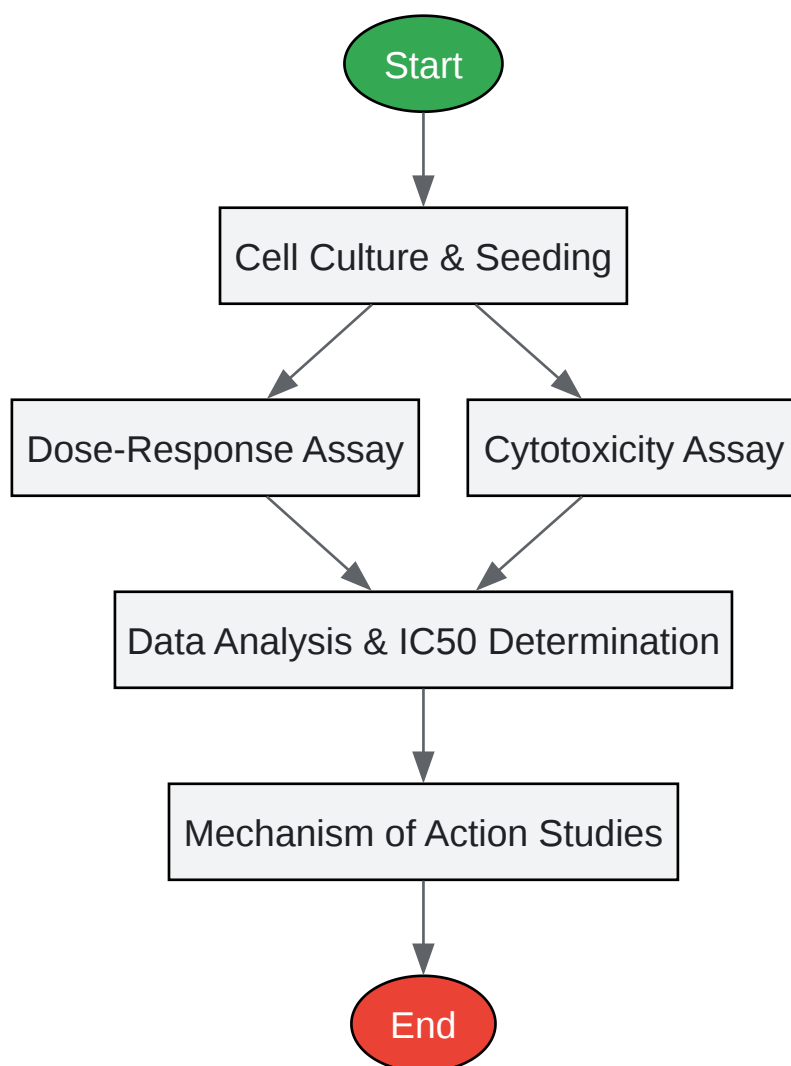 Start
Cell Culture & Seeding
Dose-Response Assay
Cytotoxicity Assay
Data Analysis & IC50 Determination
Mechanism of Action Studies
End